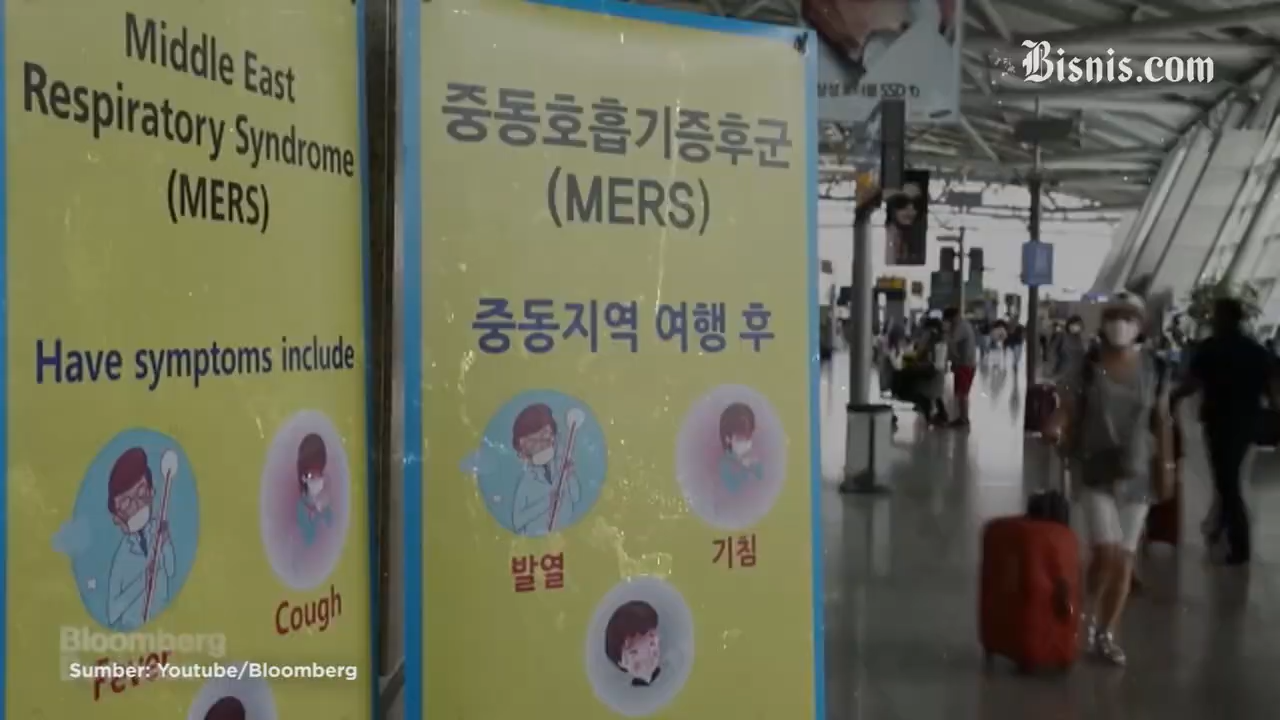 Middle East
Respiratory Syndrome
(MERS)
Have symptoms include
Cough
Fever
중동호흡기증후군
(MERS)
중동지역 여행 후
발열
기침
Bisnis.com
Bloomberg
Sumber: Youtube/Bloomberg